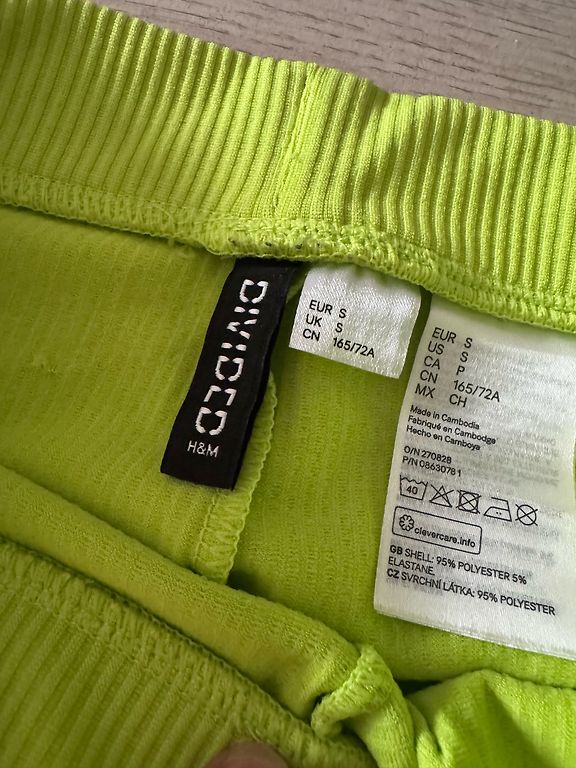 DIVIDED
H&M
EUR S
UK S
CN 165/72A
EUR S
US S
CA P
CN 165/72A
MX CH
Made in Cambodia
Fabriqué en Cambodge
Hecho en Camboya
O/N 270828
P/N 08630781
40
clevercare.info
GB SHELL: 95% POLYESTER 5%
ELASTANE
CZ SVRCHNÍ LÁTKA: 95% POLYESTER